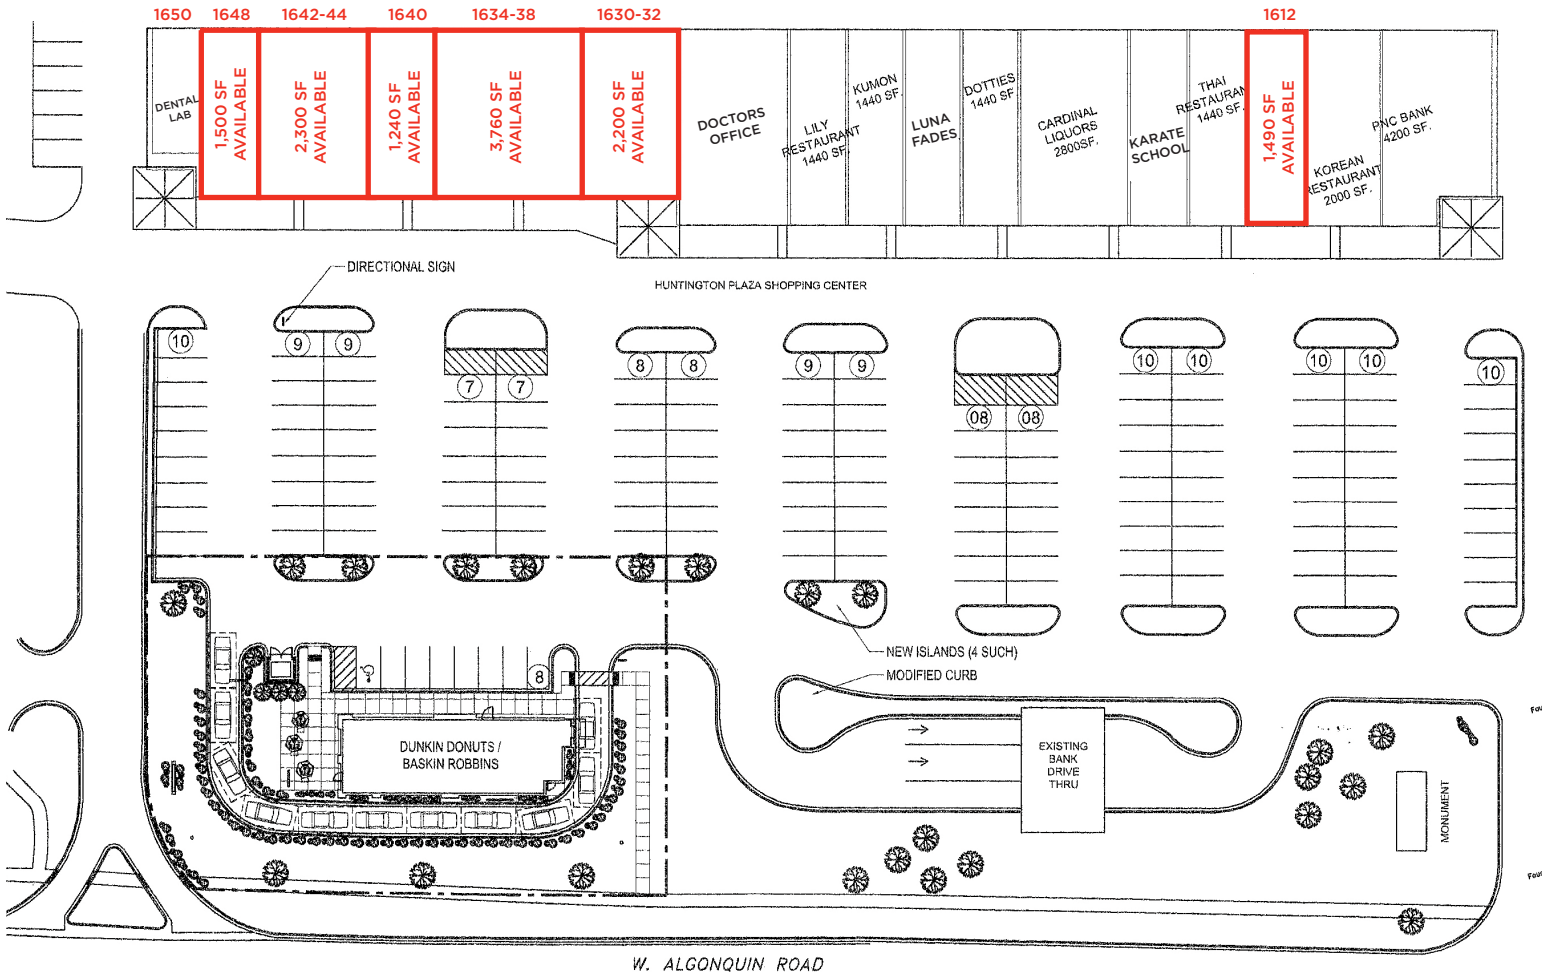 1650 1648 1642-44 1640 1634-38 1630-32 1612
DENTAL
LAB
1,500 SF
AVAILABLE
2,300 SF
AVAILABLE
1,240 SF
AVAILABLE
3,760 SF
AVAILABLE
2,200 SF
AVAILABLE
DOCTORS
OFFICE
LILY
RESTAURANT
1440 SF.
KUMON
1440 SF.
LUNA
FADES
DOTTIES
1440 SF
CARDINAL
LIQUORS
2800SF.
KARATE
SCHOOL
THAI
RESTAURAN
1440 SF.
1,490 SF
AVAILABLE
KOREAN
RESTAURANT
2000 SF.
PNC BANK
4200 SF.
DIRECTIONAL SIGN
HUNTINGTON PLAZA SHOPPING CENTER
10 9 9 7 7 8 8 9 9 08 08 10 10 10 10 10
NEW ISLANDS (4 SUCH)
MODIFIED CURB
8
DUNKIN DONUTS /
BASKIN ROBBINS
EXISTING
BANK
DRIVE
THRU
MONUMENT
W. ALGONQUIN ROAD